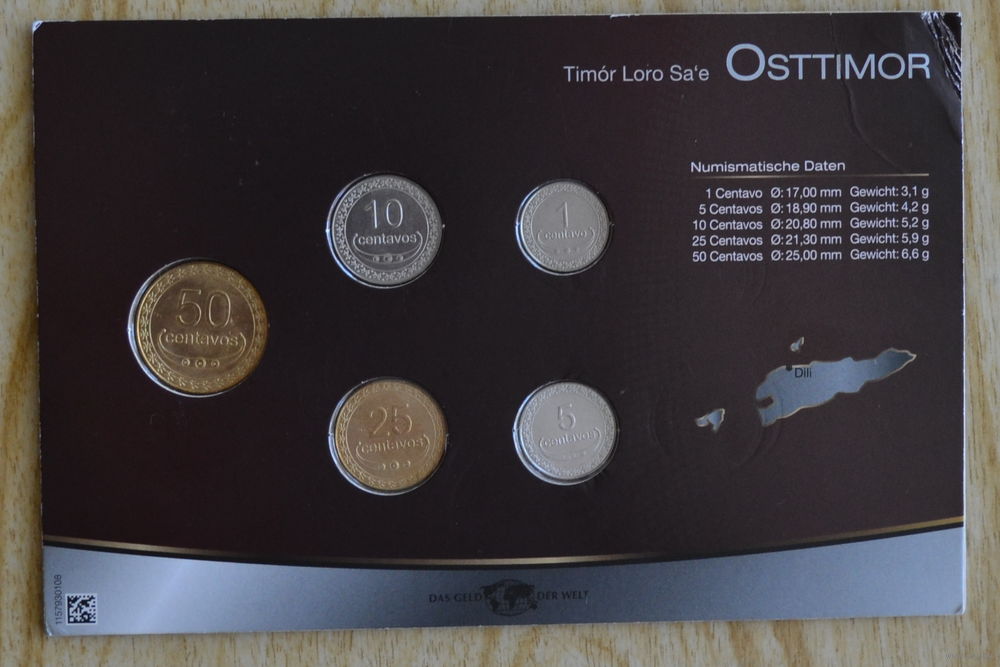 Timór Loro Sa'e OSTTIMOR
Numismatische Daten
1 Centavo Ø: 17,00 mm Gewicht: 3,1 g
5 Centavos Ø: 18,90 mm Gewicht: 4,2 g
10 Centavos Ø: 20,80 mm Gewicht: 5,2 g
25 Centavos Ø: 21,30 mm Gewicht: 5,9 g
50 Centavos Ø: 25,00 mm Gewicht: 6,6 g
10
centavos
1
centavo
50
centavos
25
centavos
5
centavos
Dili
DAS GELD DER WELT
1157930108